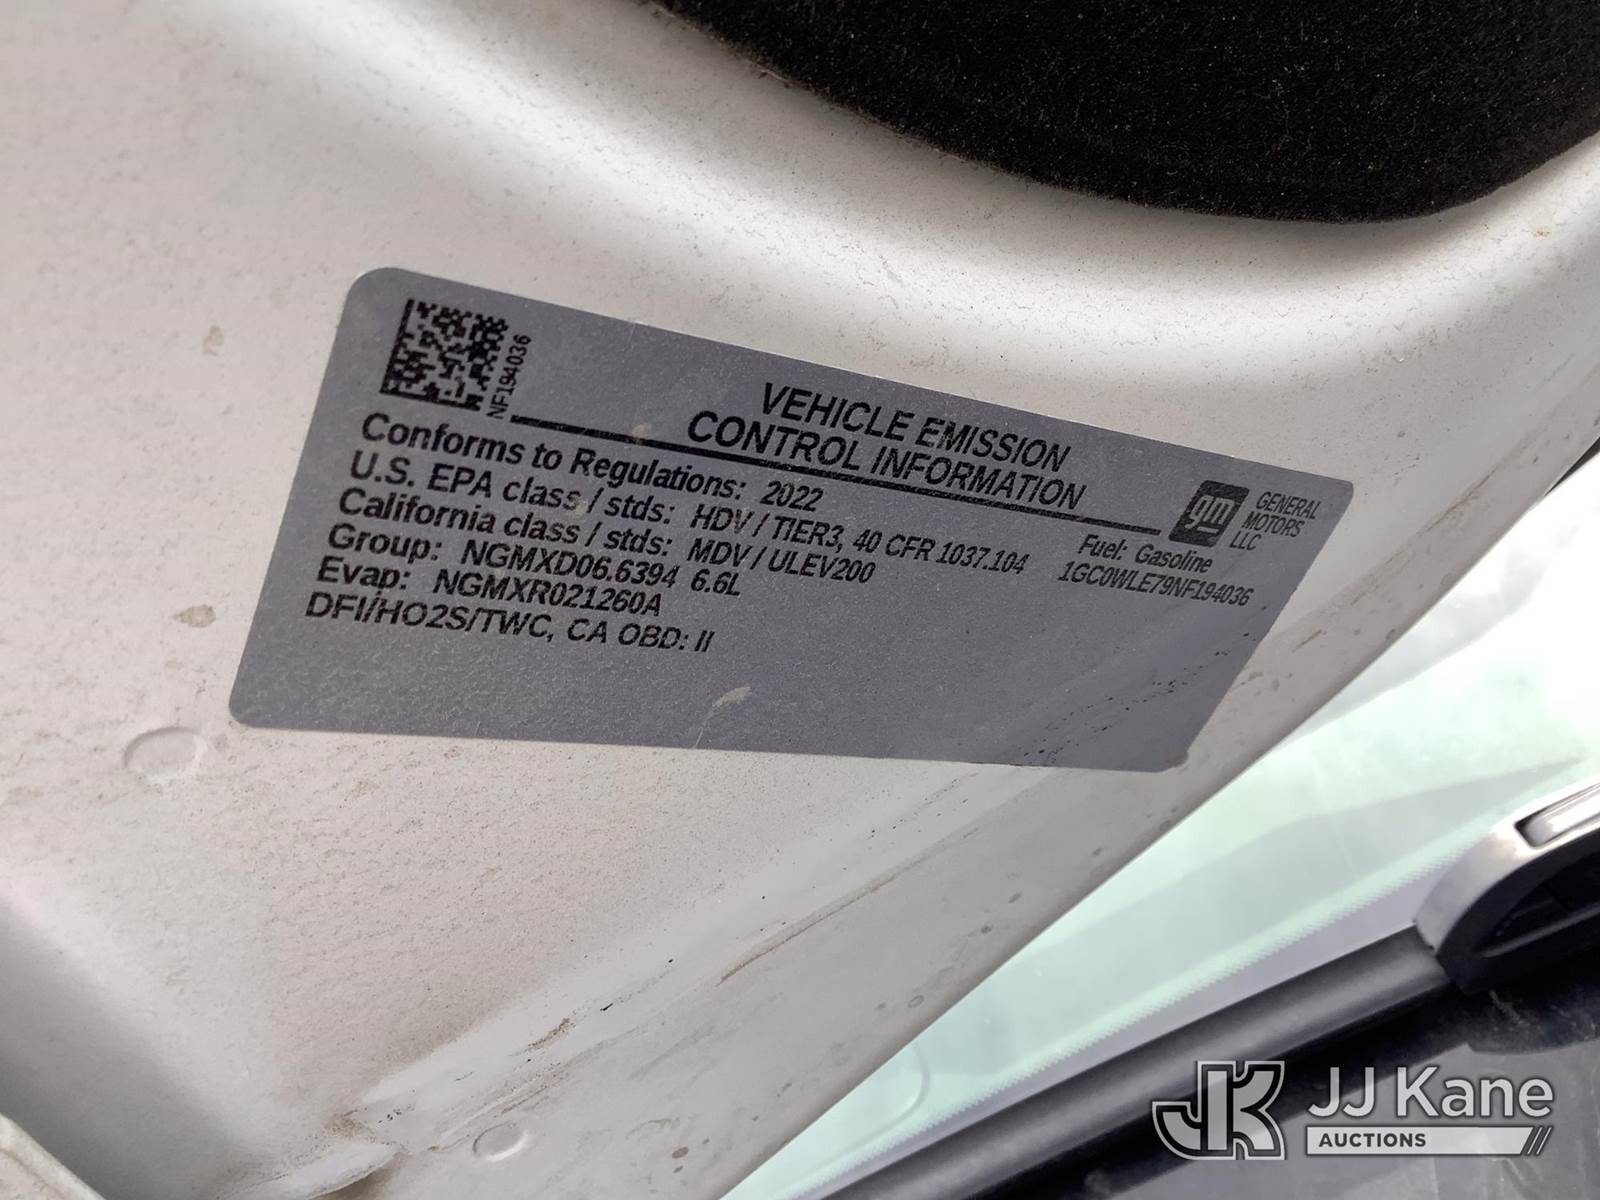 NF194036
VEHICLE EMISSION
CONTROL INFORMATION
gm GENERAL
MOTORS
LLC
Conforms to Regulations: 2022
U.S. EPA class / stds: HDV / TIER3, 40 CFR 1037.104
California class / stds: MDV / ULEV200
Group: NGMXD06.6394 6.6L
Evap: NGMXR021260A
DFI/HO2S/TWC, CA OBD: II
Fuel: Gasoline
1GC0WLE79NF194036
JK JJ Kane
AUCTIONS